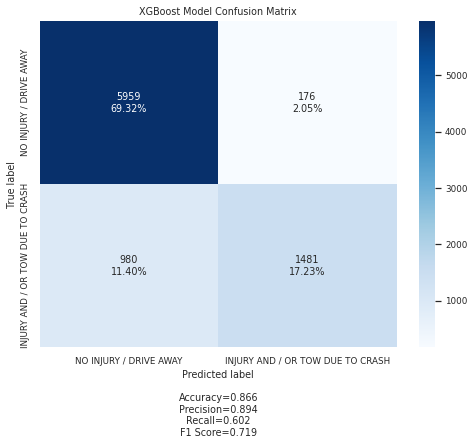 XGBoost Model Confusion Matrix
True label
NO INJURY / DRIVE AWAY
INJURY AND / OR TOW DUE TO CRASH
5959
69.32%
176
2.05%
980
11.40%
1481
17.23%
5000
4000
3000
2000
1000
NO INJURY / DRIVE AWAY
INJURY AND / OR TOW DUE TO CRASH
Predicted label
Accuracy=0.866
Precision=0.894
Recall=0.602
F1 Score=0.719